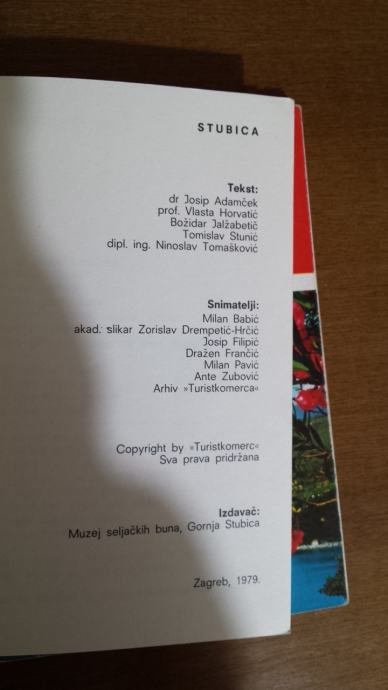 STUBICA
Tekst:
dr Josip Adamček
prof. Vlasta Horvatić
Božidar Jalžabetić
Tomislav Stunić
dipl. ing. Ninoslav Tomašković
Snimatelji:
Milan Babić
akad. slikar Zorislav Drempetić-Hrčić
Josip Filipić
Dražen Frančić
Milan Pavić
Ante Zubović
Arhiv »Turistkomerca«
Copyright by »Turistkomerc«
Sva prava pridržana
Izdavač:
Muzej seljačkih buna, Gornja Stubica
Zagreb, 1979.